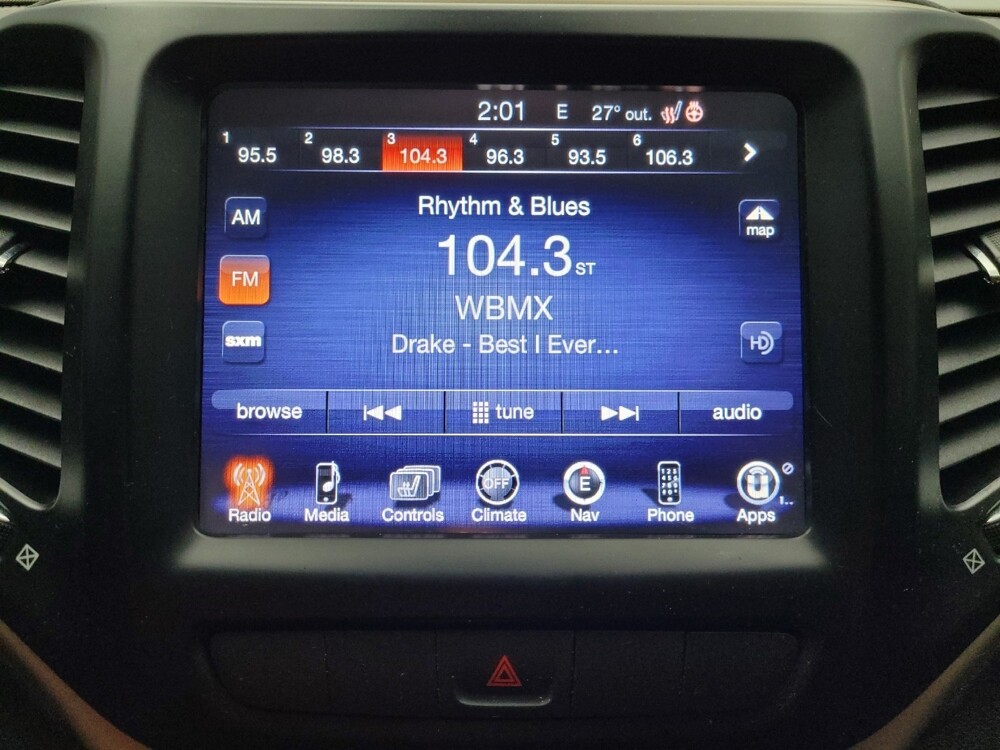 2:01 E 27° out.
1 95.5 2 98.3 3 104.3 4 96.3 5 93.5 6 106.3
Rhythm & Blues
AM
map
104.3 ST
FM
WBMX
sxm
Drake - Best I Ever...
HD
browse tune audio
OFF E
Radio Media Controls Climate Nav Phone Apps